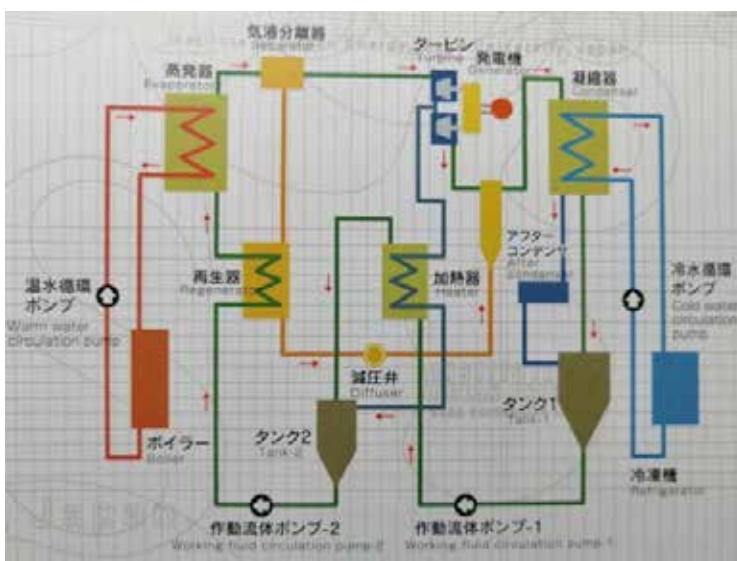 気液分離器
Separator
タービン
Turbine
発電機
Generator
蒸発器
Evaporator
凝縮器
Condenser
アフター
コンデンサ
After
condenser
温水循環
ポンプ
Warm water
circulation pump
再生器
Regenerator
加熱器
Heater
冷水循環
ポンプ
Cold water
circulation
pump
減圧弁
Diffuser
ボイラー
Boiler
タンク2
Tank-2
タンク1
Tank-1
冷凍機
Refrigerator
作動流体ポンプ-2
Working fluid circulation pump-2
作動流体ポンプ-1
Working fluid circulation pump-1